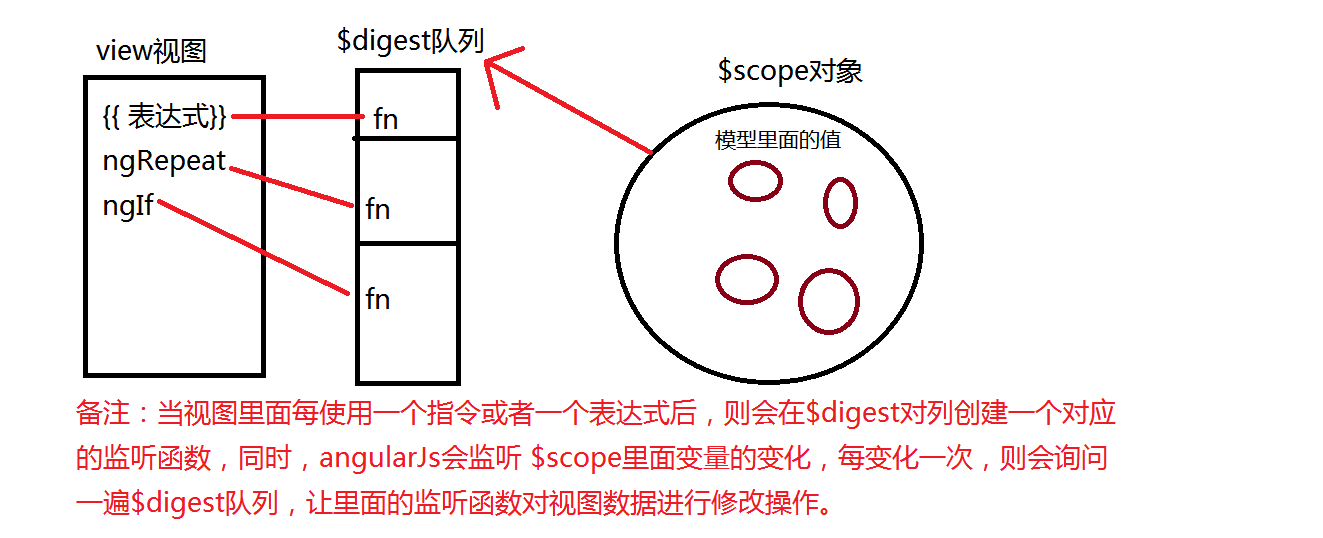 view视图
$digest队列
$scope对象
{{ 表达式}}
fn
模型里面的值
ngRepeat
fn
ngIf
fn
备注：当视图里面每使用一个指令或者一个表达式后，则会在$digest对列创建一个对应
的监听函数，同时，angularJs会监听 $scope里面变量的变化，每变化一次，则会询问
一遍$digest队列，让里面的监听函数对视图数据进行修改操作。